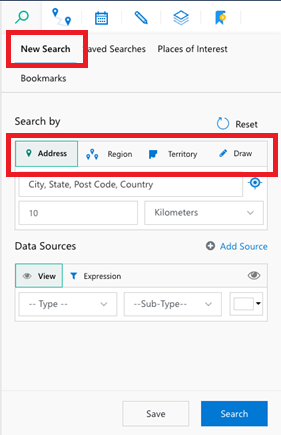 New Search Saved Searches Places of Interest
Bookmarks
Search by Reset
Address Region Territory Draw
City, State, Post Code, Country
10 Kilometers
Data Sources Add Source
View Expression
-- Type -- --Sub-Type--
Save Search